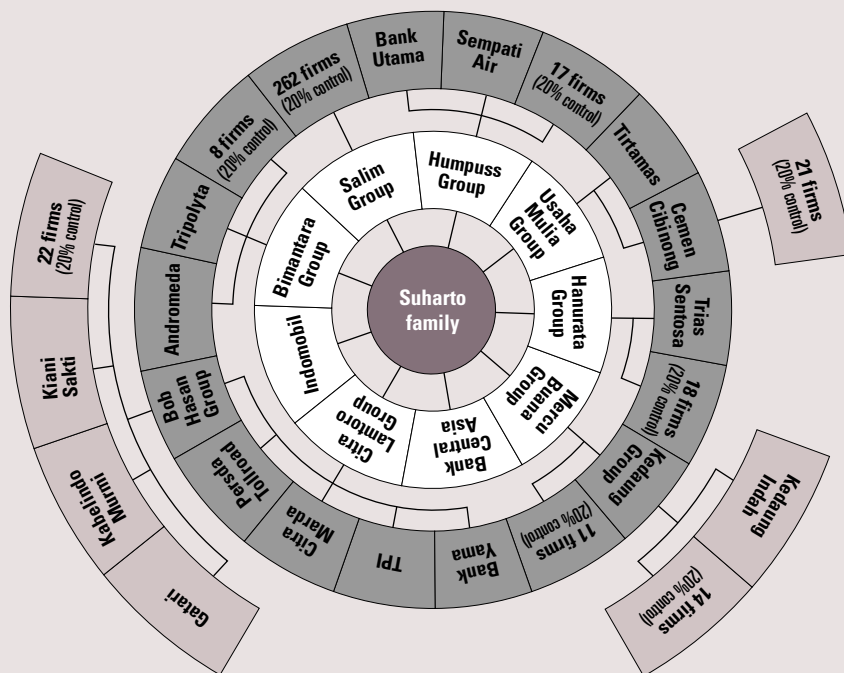 Suharto
family
Salim
Group
Humpuss
Group
Usaha
Mulia
Group
Hanurata
Group
Mercu
Buana
Group
Bank
Central
Asia
Citra
Lamtoro
Group
Indomobil
Bimantara
Group
262 firms
(20% control)
Bank
Utama
Sempati
Air
17 firms
(20% control)
Tirtamas
Cemen
Cibinong
Trias
Sentosa
18 firms
(20% control)
Kedaung
Group
11 firms
(20% control)
Bank
Yama
TPI
Citra
Marda
Persda
Tollroad
Bob
Hasan
Group
Andromeda
Tripolyta
8 firms
(20% control)
21 firms
(20% control)
Kedaung
Indah
14 firms
(20% control)
Gatari
Kabelindo
Murmi
Kiani
Sakti
22 firms
(20% control)